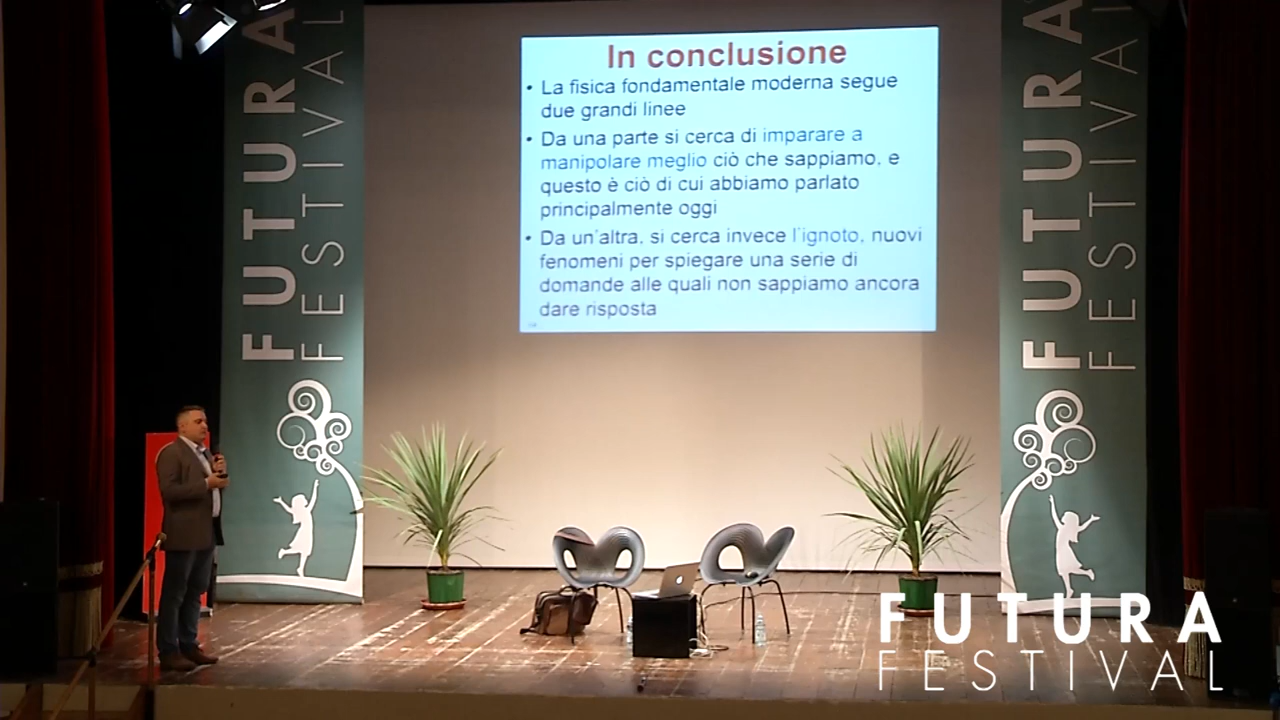 FUTURA
FESTIVAL
In conclusione
• La fisica fondamentale moderna segue
due grandi linee
• Da una parte si cerca di imparare a
manipolare meglio ciò che sappiamo, e
questo è ciò di cui abbiamo parlato
principalmente oggi
• Da un'altra, si cerca invece l'ignoto, nuovi
fenomeni per spiegare una serie di
domande alle quali non sappiamo ancora
dare risposta
FUTURA
FESTIVAL
FUTURA
FESTIVAL